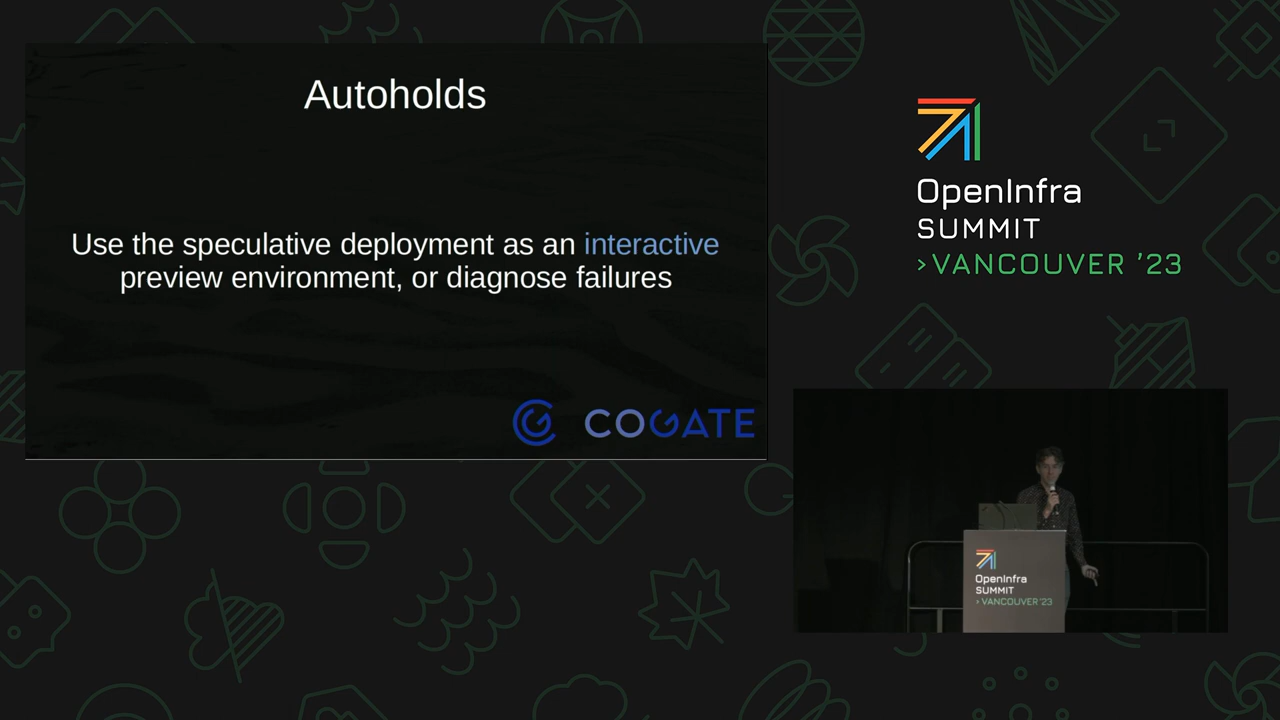 Autoholds
Use the speculative deployment as an interactive
preview environment, or diagnose failures
COGATE
OpenInfra
SUMMIT
>VANCOUVER '23
OpenInfra
SUMMIT
>VANCOUVER '23